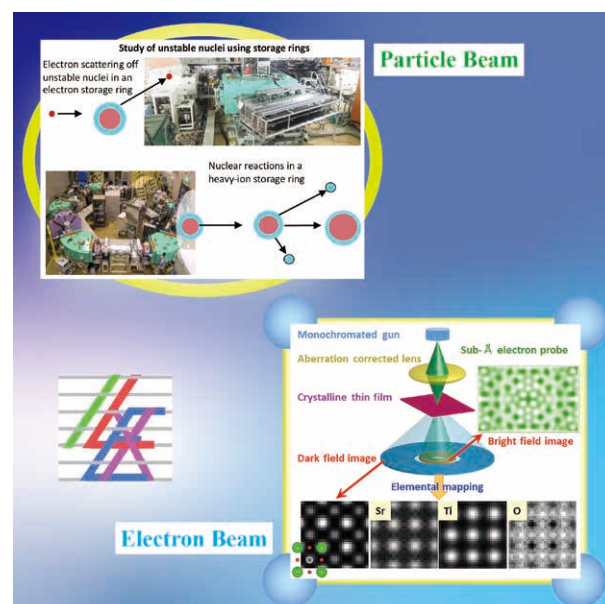 Study of unstable nuclei using storage rings
Particle Beam
Electron scattering off
unstable nuclei in an
electron storage
ring
Nuclear reactions in a
heavy-ion storage ring
Monochromated gun
Sub- Å electron probe
Aberration corrected lens
Crystalline thin film
Bright field image
Dark field image
Elemental mapping
Sr
Ti
O
Electron Beam